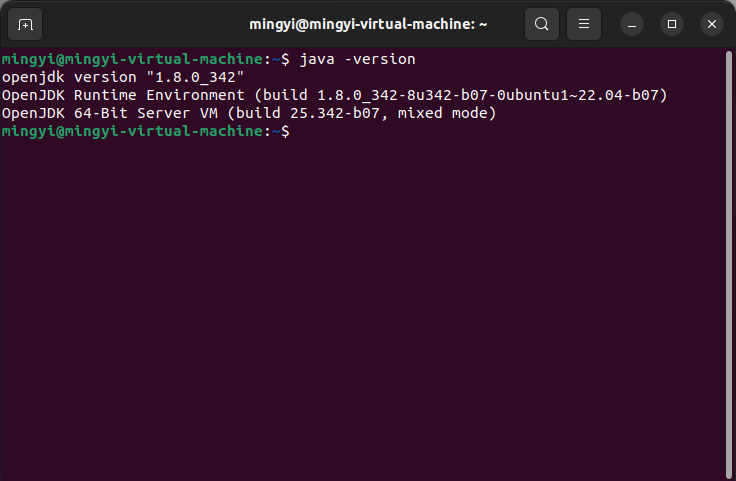 mingyi@mingyi-virtual-machine: ~
mingyi@mingyi-virtual-machine:~$ java -version
openjdk version "1.8.0_342"
OpenJDK Runtime Environment (build 1.8.0_342-8u342-b07-0ubuntu1~22.04-b07)
OpenJDK 64-Bit Server VM (build 25.342-b07, mixed mode)
mingyi@mingyi-virtual-machine:~$